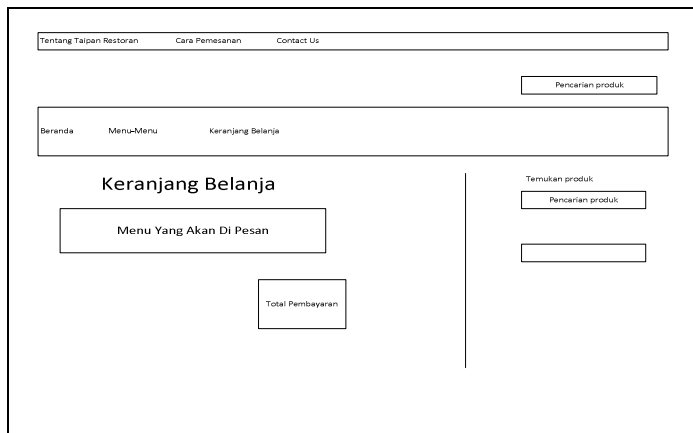 Tentang Taipan Restoran Cara Pemesanan Contact Us
Pencarian produk
Beranda Menu-Menu Keranjang Belanja
Keranjang Belanja
Menu Yang Akan Di Pesan
Total Pembayaran
Temukan produk
Pencarian produk